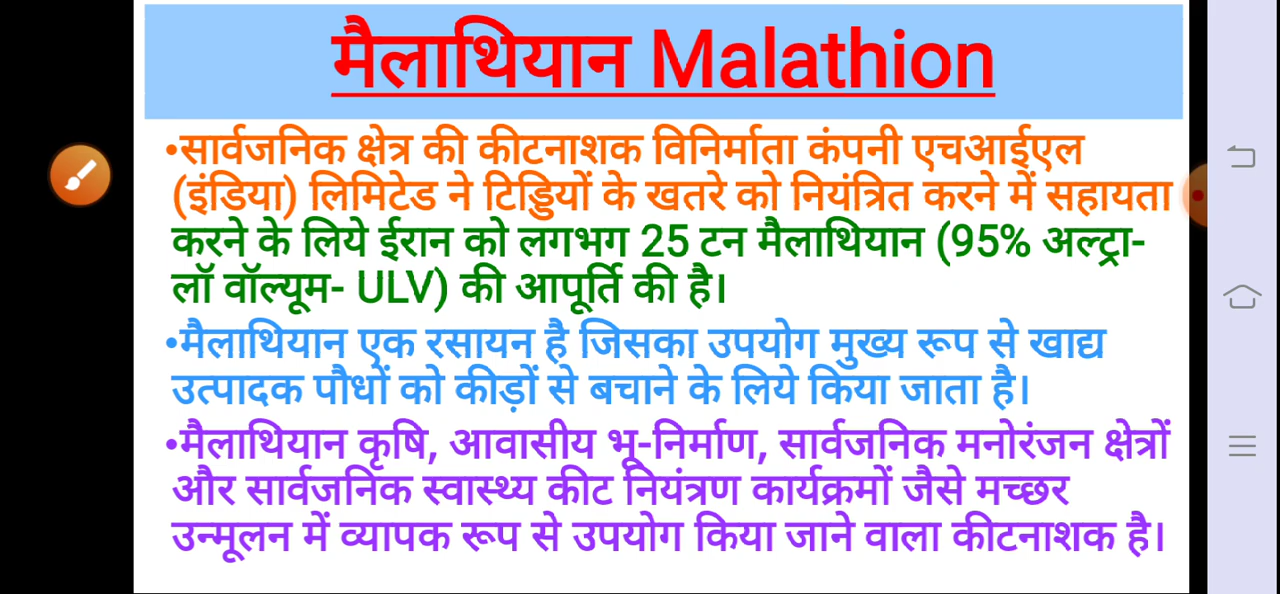 मैलाथियान Malathion
•सार्वजनिक क्षेत्र की कीटनाशक विनिर्माता कंपनी एचआईएल
(इंडिया) लिमिटेड ने टिड्डियों के खतरे को नियंत्रित करने में सहायता
करने के लिये ईरान को लगभग 25 टन मैलाथियान (95% अल्ट्रा-
लॉ वॉल्यूम- ULV) की आपूर्ति की है।
•मैलाथियान एक रसायन है जिसका उपयोग मुख्य रूप से खाद्य
उत्पादक पौधों को कीड़ों से बचाने के लिये किया जाता है।
•मैलाथियान कृषि, आवासीय भू-निर्माण, सार्वजनिक मनोरंजन क्षेत्रों
और सार्वजनिक स्वास्थ्य कीट नियंत्रण कार्यक्रमों जैसे मच्छर
उन्मूलन में व्यापक रूप से उपयोग किया जाने वाला कीटनाशक है।